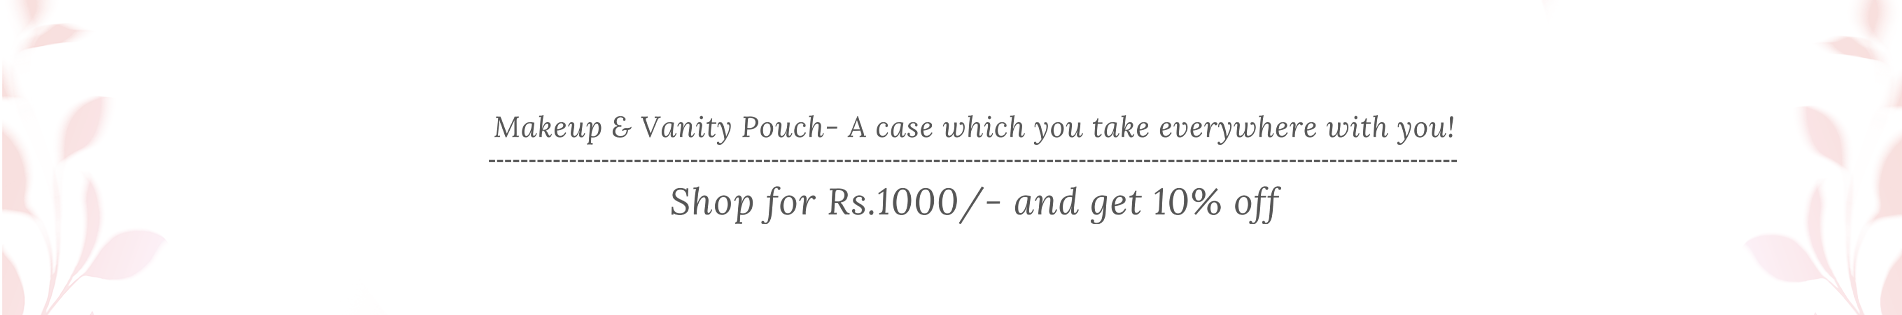 Makeup & Vanity Pouch- A case which you take everywhere with you!
Shop for Rs.1000/- and get 10% off